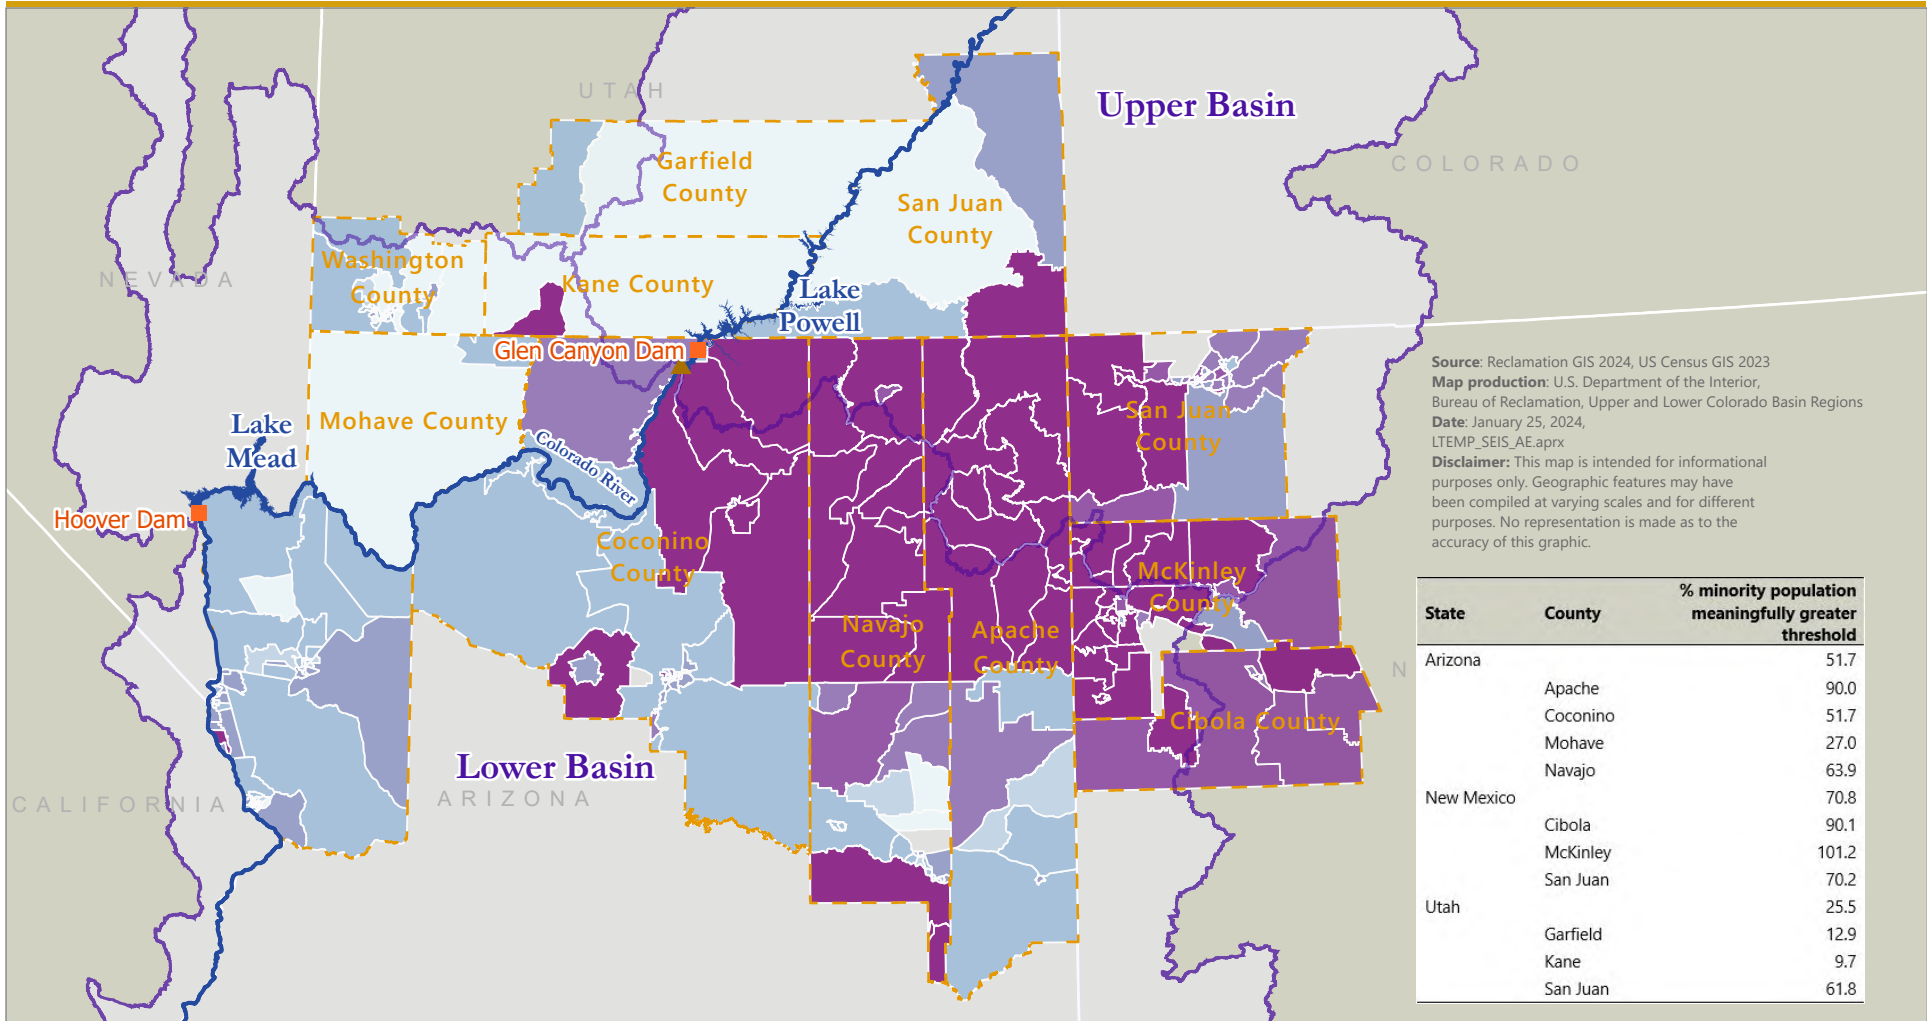 UTAH
Upper Basin
COLORADO
Garfield
County
San Juan
County
Washington
County
NEVADA
Kane County
Lake
Powell
Glen Canyon Dam
Mohave County
Lake
Mead
Colorado River
San Juan
County
Hoover Dam
Coconino
County
McKinley
County
Navajo
County
Apache
County
N
Cibola County
Lower Basin
ARIZONA
CALIFORNIA
Source: Reclamation GIS 2024, US Census GIS 2023
Map production: U.S. Department of the Interior,
Bureau of Reclamation, Upper and Lower Colorado Basin Regions
Date: January 25, 2024,
LTEMP_SEIS_AE.aprx
Disclaimer: This map is intended for informational
purposes only. Geographic features may have
been compiled at varying scales and for different
purposes. No representation is made as to the
accuracy of this graphic.
State County % minority population
meaningfully greater
threshold
Arizona 51.7
Apache 90.0
Coconino 51.7
Mohave 27.0
Navajo 63.9
New Mexico 70.8
Cibola 90.1
McKinley 101.2
San Juan 70.2
Utah 25.5
Garfield 12.9
Kane 9.7
San Juan 61.8